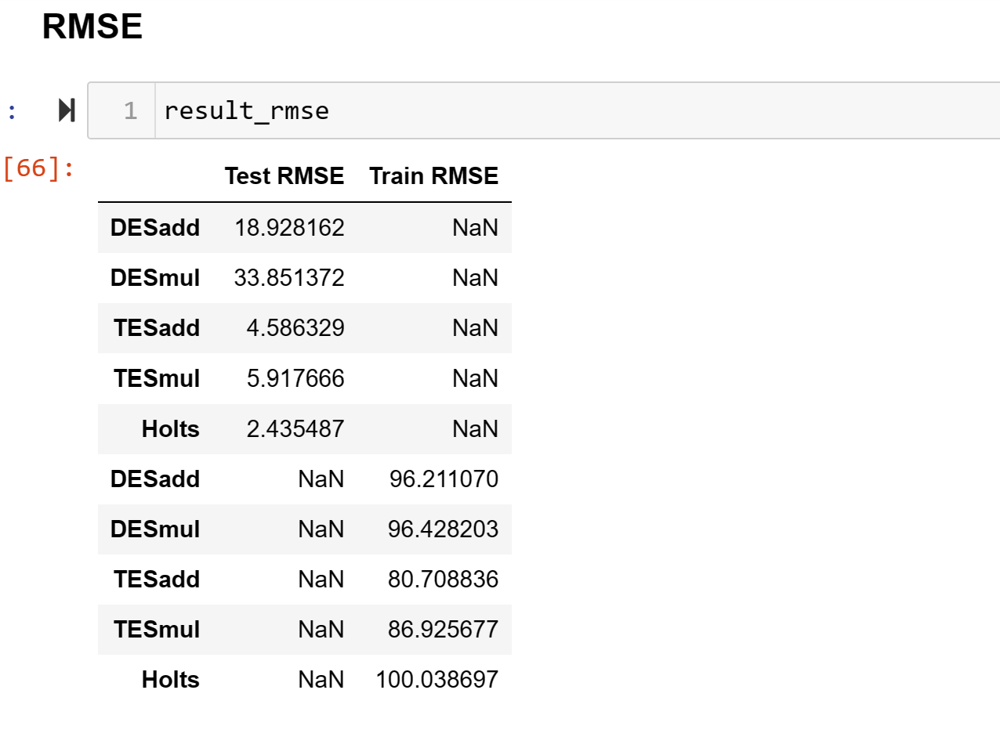 RMSE
: 1 result_rmse
[66]:
Test RMSE Train RMSE
DESadd 18.928162 NaN
DESmul 33.851372 NaN
TESadd 4.586329 NaN
TESmul 5.917666 NaN
Holts 2.435487 NaN
DESadd NaN 96.211070
DESmul NaN 96.428203
TESadd NaN 80.708836
TESmul NaN 86.925677
Holts NaN 100.038697